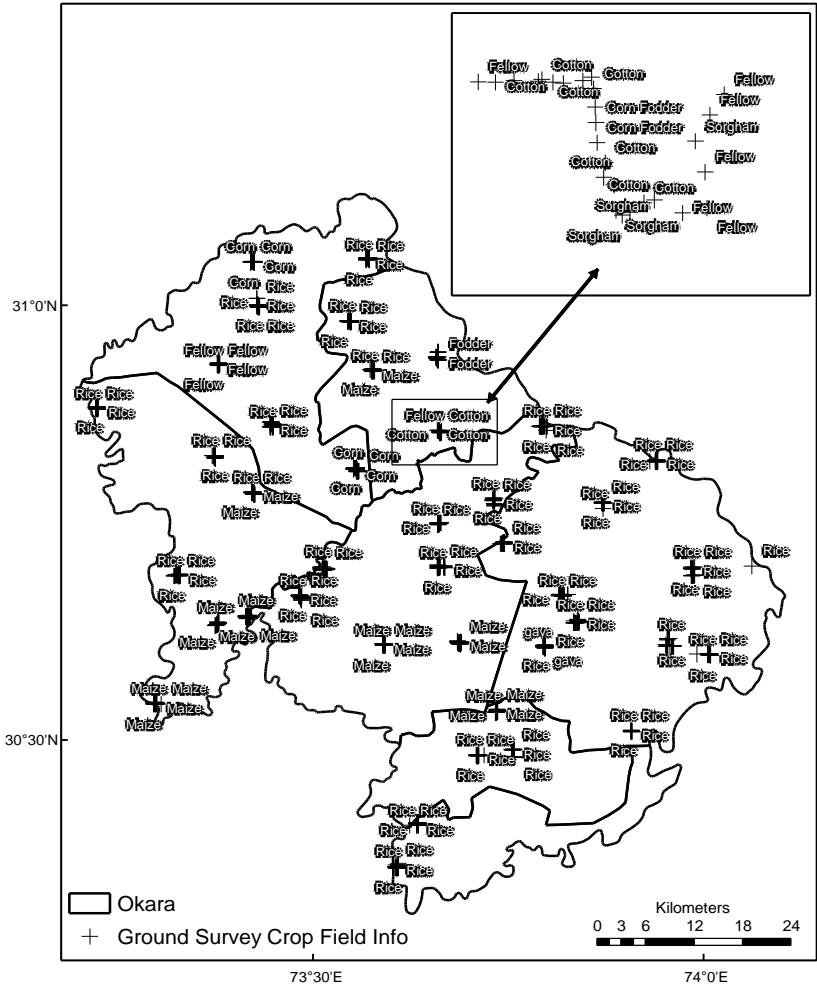 Fellow Cotton
Cotton
Fellow
Cotton Cotton
Fellow
Corn Fodder
Corn Fodder
Sorghan
Cotton
Cotton
Fellow
Cotton Cotton
Sorghan
Fellow
Sorghan
Fellow
Sorghan
Corn Corn
Corn
Rice Rice
Rice
Rice
Corn Rice
Rice Rice
Rice Rice
31°0'N
Rice Rice
Rice
Rice
Fodder
Fodder
Fellow Fellow
Fellow
Fellow
Rice Rice
Maize
Maize
Rice Rice
Rice
Rice
Rice Rice
Rice
Fellow Cotton
Cotton Cotton
Rice Rice
Rice
Rice Rice
Rice Rice
Rice Rice Rice
Maize
Maize
Corn Corn
Corn
Corn
Rice Rice
Rice Rice
Rice Rice
Rice
Rice
Rice
Rice Rice
Rice
Rice Rice
Rice
Rice
Rice
Rice Rice
Rice
Rice
Rice Rice
Rice
Rice Rice
Rice
Rice
Rice
Rice Rice
Rice
Rice Rice
Rice
Rice Rice
Rice
Rice
Rice Rice
Rice Rice
Rice
Maize
Maize
Maize Maize
Maize
Maize Maize
Maize
Maize
Maize
Maize
gava
Rice
Rice gava
Rice
Rice Rice
Rice
Rice
Rice
Maize Maize
Maize
Maize
Maize Maize
Maize Maize
Rice Rice
Rice
Rice
Rice Rice
Rice
Rice
Rice
Rice
Rice
30°30'N
Rice Rice
Rice Rice
Rice Rice
Rice
Rice
Okara
Ground Survey Crop Field Info
Kilometers
0 3 6 12 18 24
73°30'E
74°0'E